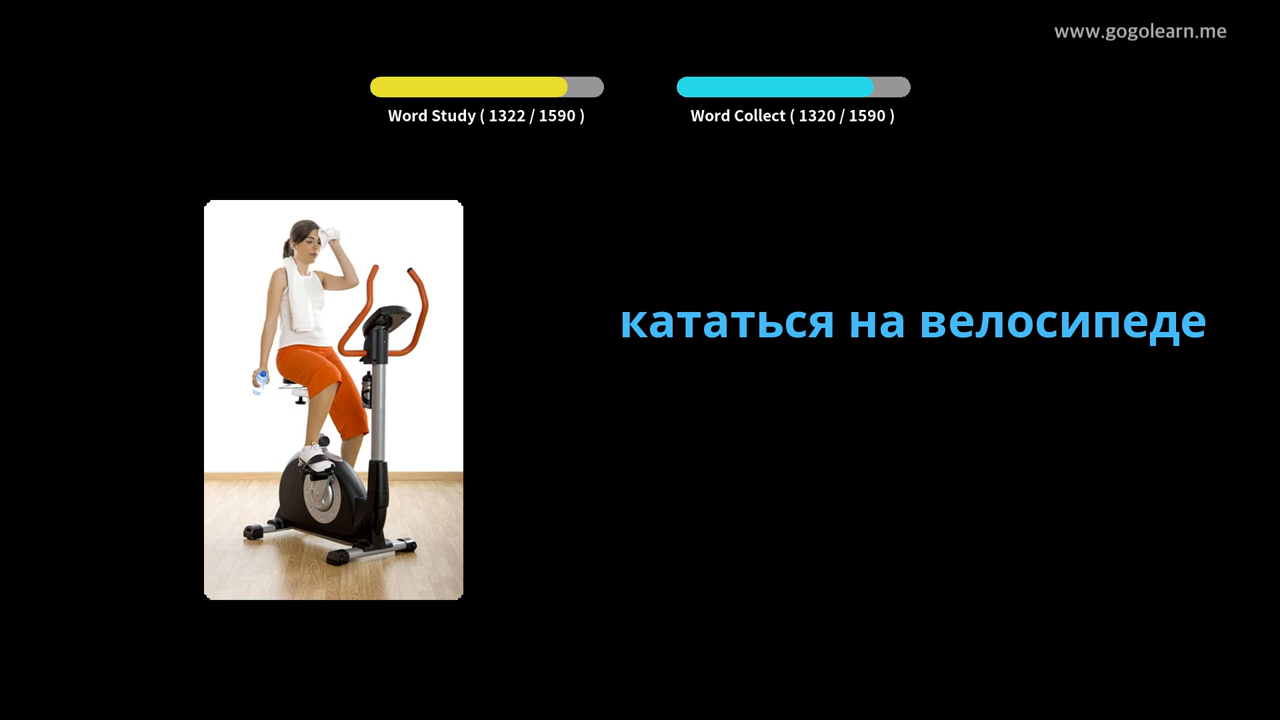 www.gogolearn.me
Word Study ( 1322 / 1590 )
Word Collect ( 1320 / 1590 )
кататься на велосипеде